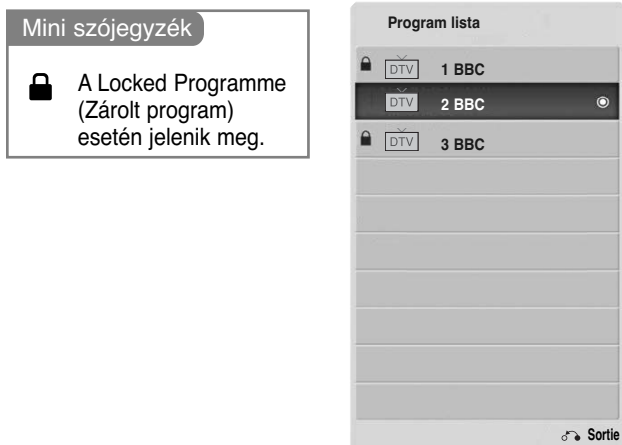 Mini szójegyzék
A Locked Programme
(Zárolt program)
esetén jelenik meg.
Program lista
DTV 1 BBC
DTV 2 BBC
DTV 3 BBC
Sortie